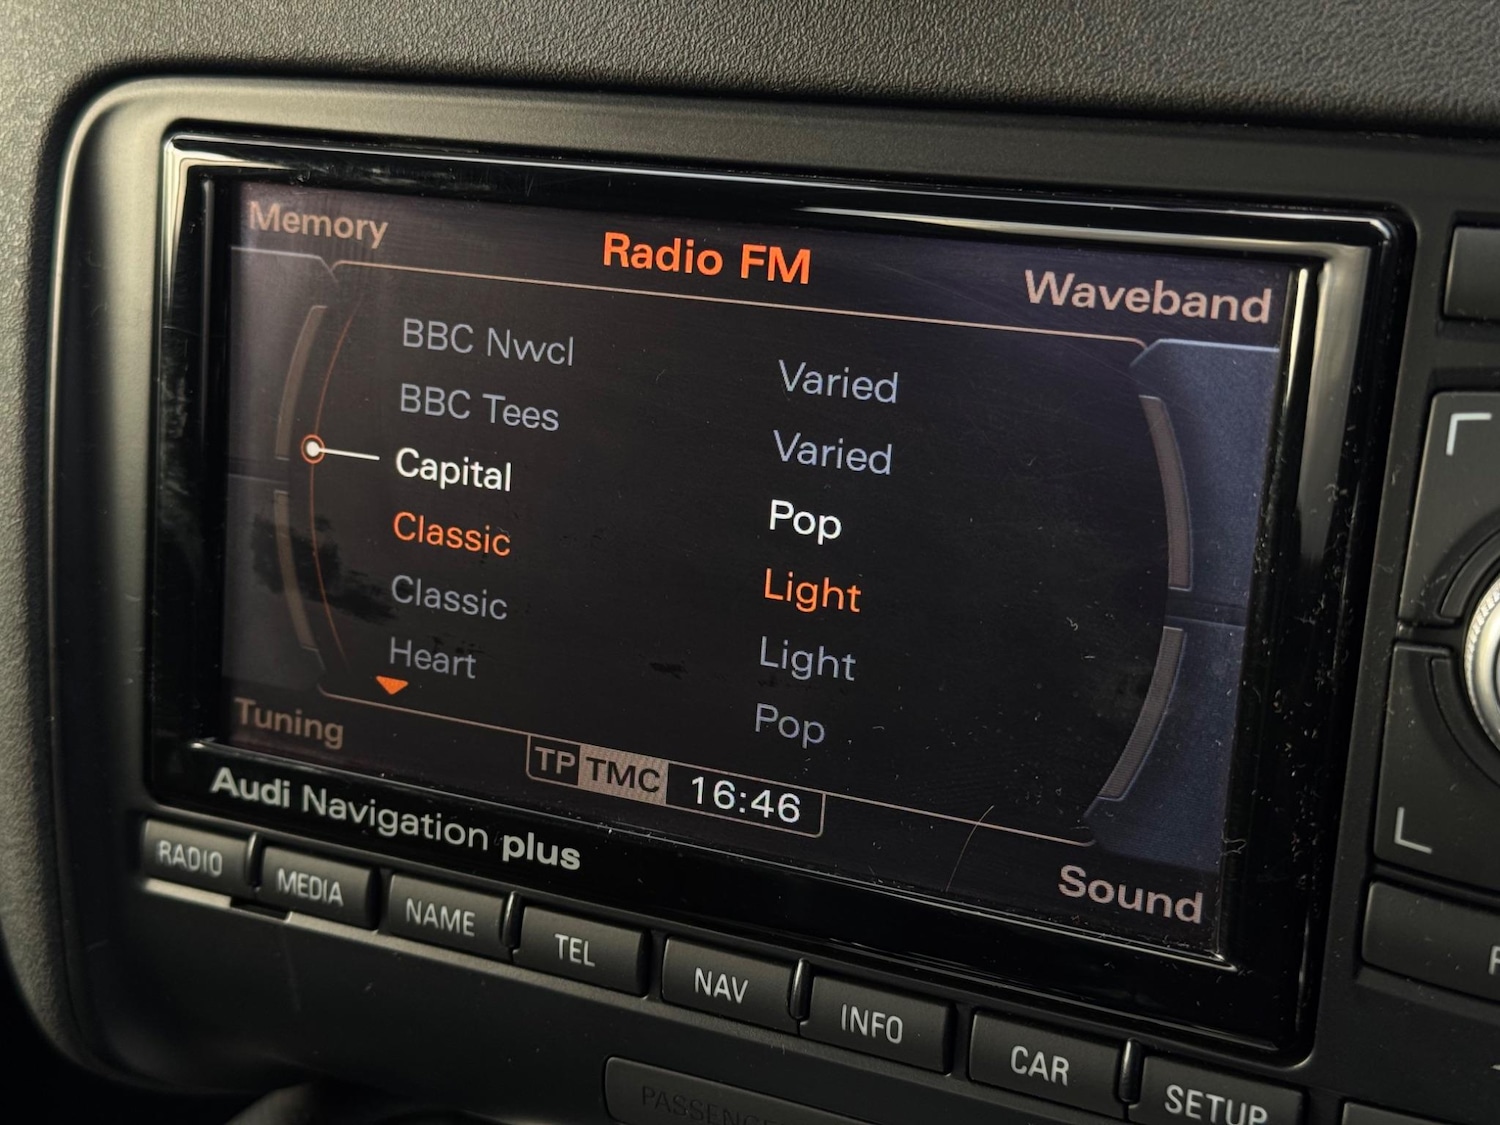 Memory
Radio FM
Waveband
BBC Nwcl Varied
BBC Tees Varied
Capital Pop
Classic Light
Classic Light
Heart Pop
Tuning
TP TMC 16:46
Sound
Audi Navigation plus
RADIO
MEDIA
NAME
TEL
NAV
INFO
CAR
SETUP